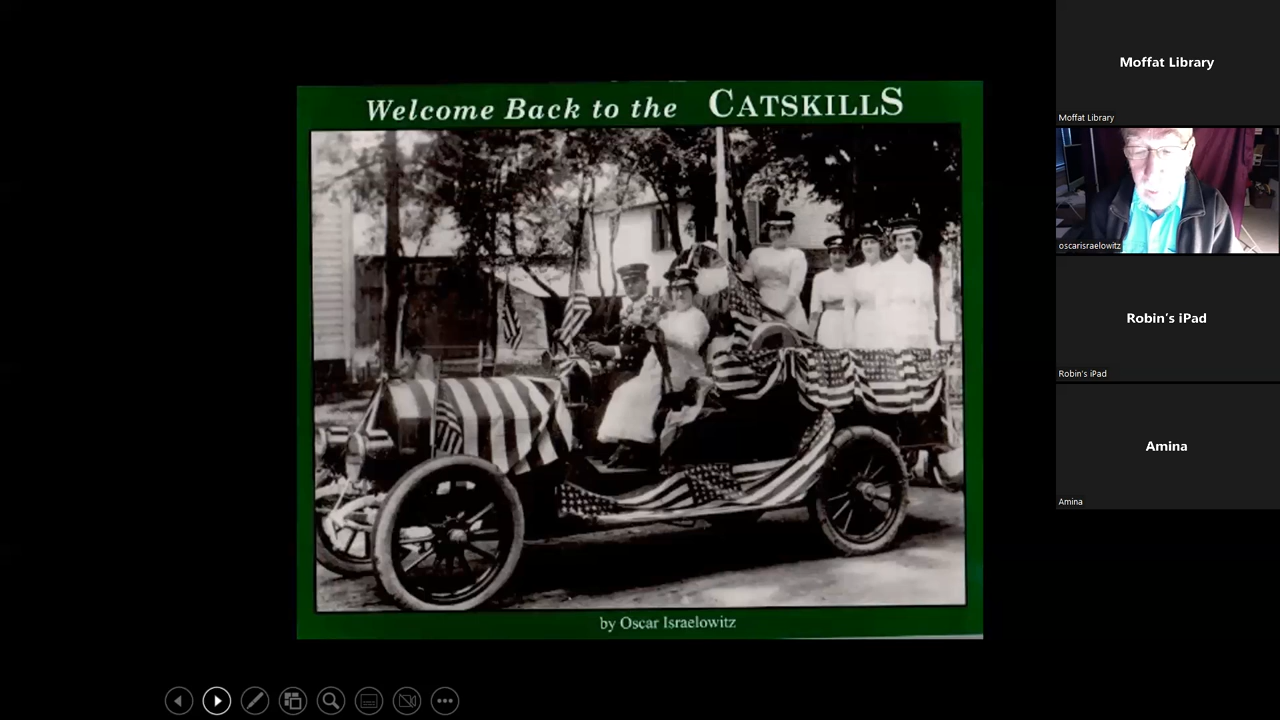 Welcome Back to the CATSKILLS
by Oscar Israelowitz
Moffat Library
Moffat Library
oscarisraelowitz
Robin's iPad
Robin's iPad
Amina
Amina